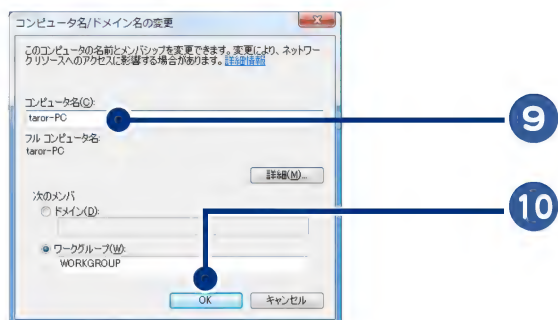 コンピュータ名/ドメイン名の変更
このコンピュータの名前とメンバシップを変更できます。変更により、ネットワー
クリソースへのアクセスに影響する場合があります。詳細情報
コンピュータ名(C):
taror-PC
9
フル コンピュータ名:
taror-PC
詳細(M)...
次のメンバ
ドメイン(D):
10
ワークグループ(W):
WORKGROUP
OK
キャンセル